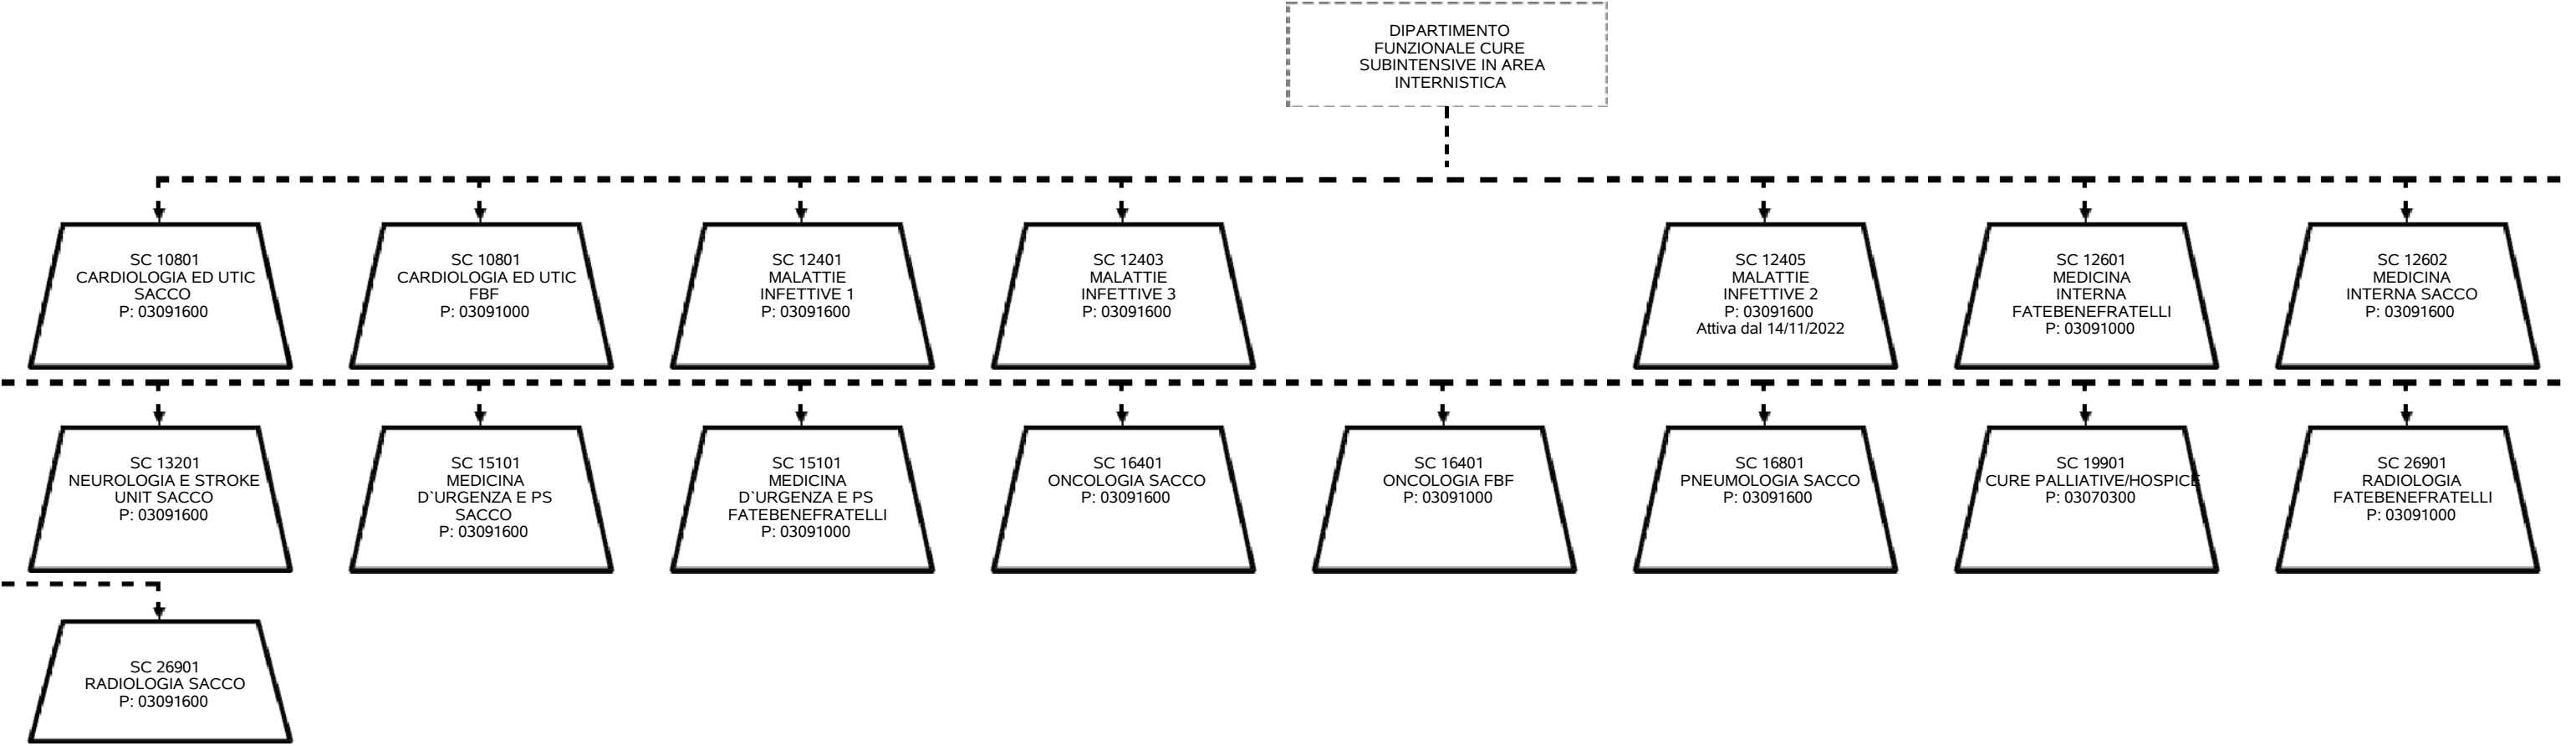 DIPARTIMENTO
FUNZIONALE CURE
SUBINTENSIVE IN AREA
INTERNISTICA
SC 10801
CARDIOLOGIA ED UTIC
SACCO
P: 03091600
SC 10801
CARDIOLOGIA ED UTIC
FBF
P: 03091000
SC 12401
MALATTIE
INFETTIVE 1
P: 03091600
SC 12403
MALATTIE
INFETTIVE 3
P: 03091600
SC 12405
MALATTIE
INFETTIVE 2
P: 03091600
Attiva dal 14/11/2022
SC 12601
MEDICINA
INTERNA
FATEBENEFRATELLI
P: 03091000
SC 12602
MEDICINA
INTERNA SACCO
P: 03091600
SC 13201
NEUROLOGIA E STROKE
UNIT SACCO
P: 03091600
SC 15101
MEDICINA
D`URGENZA E PS
SACCO
P: 03091600
SC 15101
MEDICINA
D`URGENZA E PS
FATEBENEFRATELLI
P: 03091000
SC 16401
ONCOLOGIA SACCO
P: 03091600
SC 16401
ONCOLOGIA FBF
P: 03091000
SC 16801
PNEUMOLOGIA SACCO
P: 03091600
SC 19901
CURE PALLIATIVE/HOSPICE
P: 03070300
SC 26901
RADIOLOGIA
FATEBENEFRATELLI
P: 03091000
SC 26901
RADIOLOGIA SACCO
P: 03091600